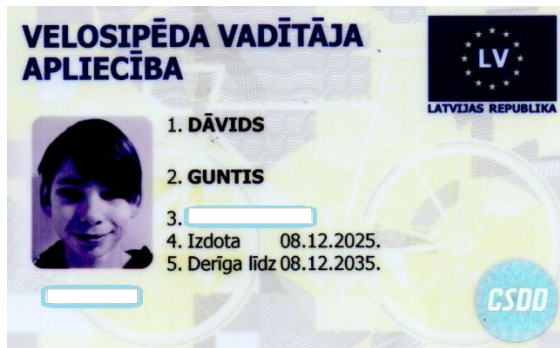 VELOSIPĒDA VADĪTĀJA
APLIECĪBA
LV
LATVIJAS REPUBLIKA
1. DĀVIDS
2. GUNTIS
3.
4. Izdota 08.12.2025.
5. Derīga līdz 08.12.2035.
CSDD